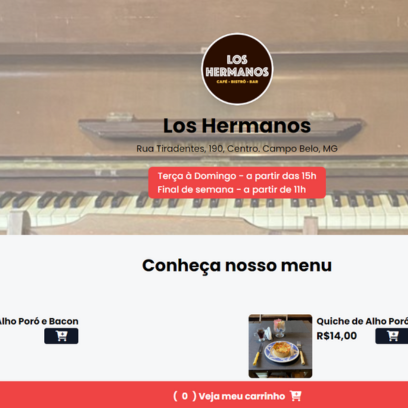 LOS
HERMANOS
CAFÉ • BISTRÔ • BAR
Los Hermanos
Rua Tiradentes, 190, Centro, Campo Belo, MG
Terça à Domingo - a partir das 15h
Final de semana - a partir de 11h
Conheça nosso menu
Alho Poró e Bacon
Quiche de Alho Poró
R$14,00
( 0 ) Veja meu carrinho